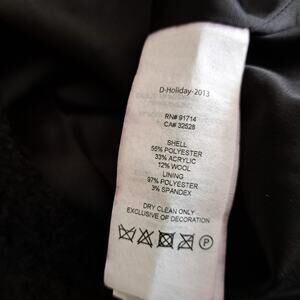 D-Holiday-2013
RN# 91714
CA# 32528
SHELL
55% POLYESTER
33% ACRYLIC
12% WOOL
LINING
97% POLYESTER
3% SPANDEX
DRY CLEAN ONLY
EXCLUSIVE OF DECORATION
P